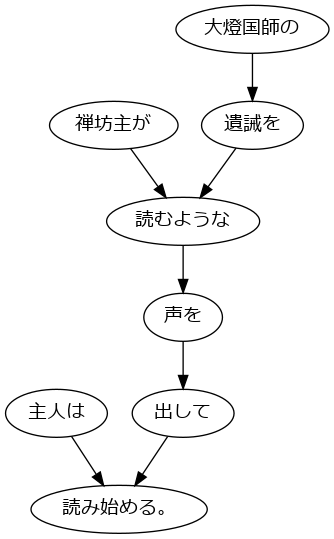 大燈国師の
禅坊主が
遺誡を
読むような
声を
主人は
出して
読み始める。